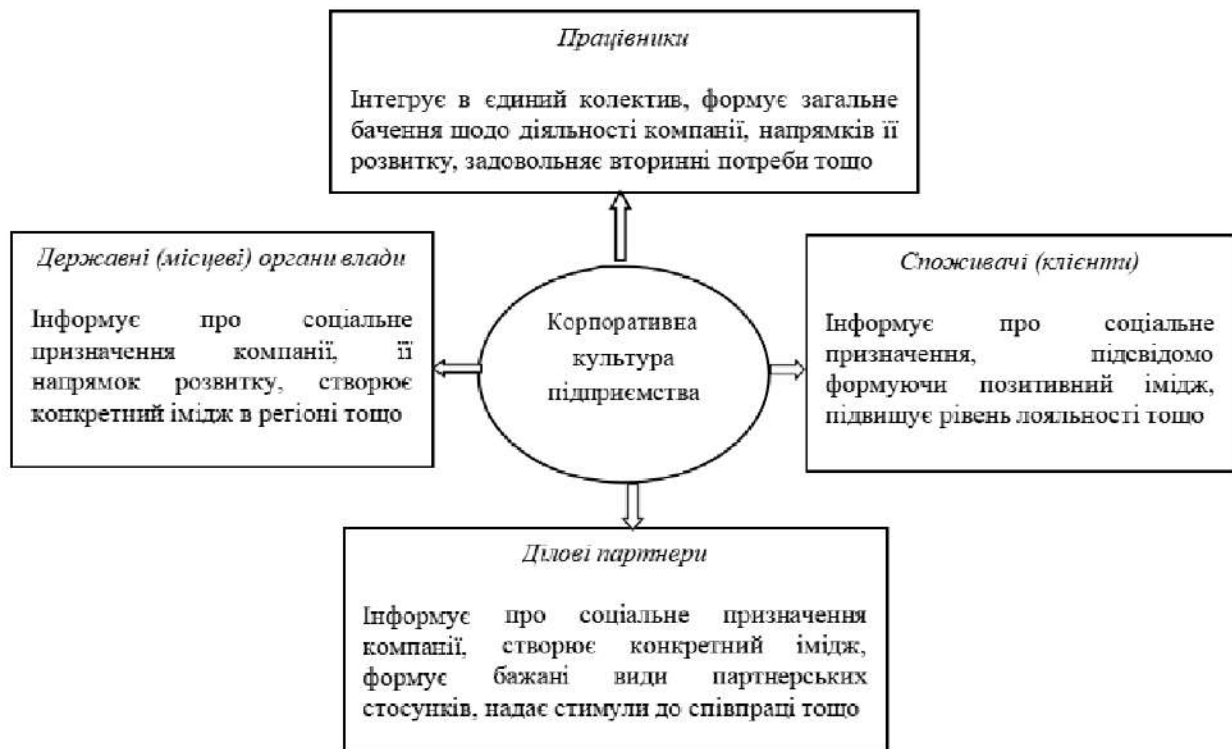 Працівники
Інтегрує в єдиний колектив, формує загальне
бачення щодо діяльності компанії, напрямків її
розвитку, задовольняє вторинні потреби тощо
Державні (місцеві) органи влади
Інформує про соціальне
призначення компанії, її
напрямок розвитку, створює
конкретний імідж в регіоні тощо
Корпоративна
культура
підприємства
Споживачі (клієнти)
Інформує про соціальне
призначення, підсвідомо
формуючи позитивний імідж,
підвищує рівень лояльності тощо
Ділові партнери
Інформує про соціальне призначення
компанії, створює конкретний імідж,
формує бажані види партнерських
стосунків, надає стимули до співпраці тощо